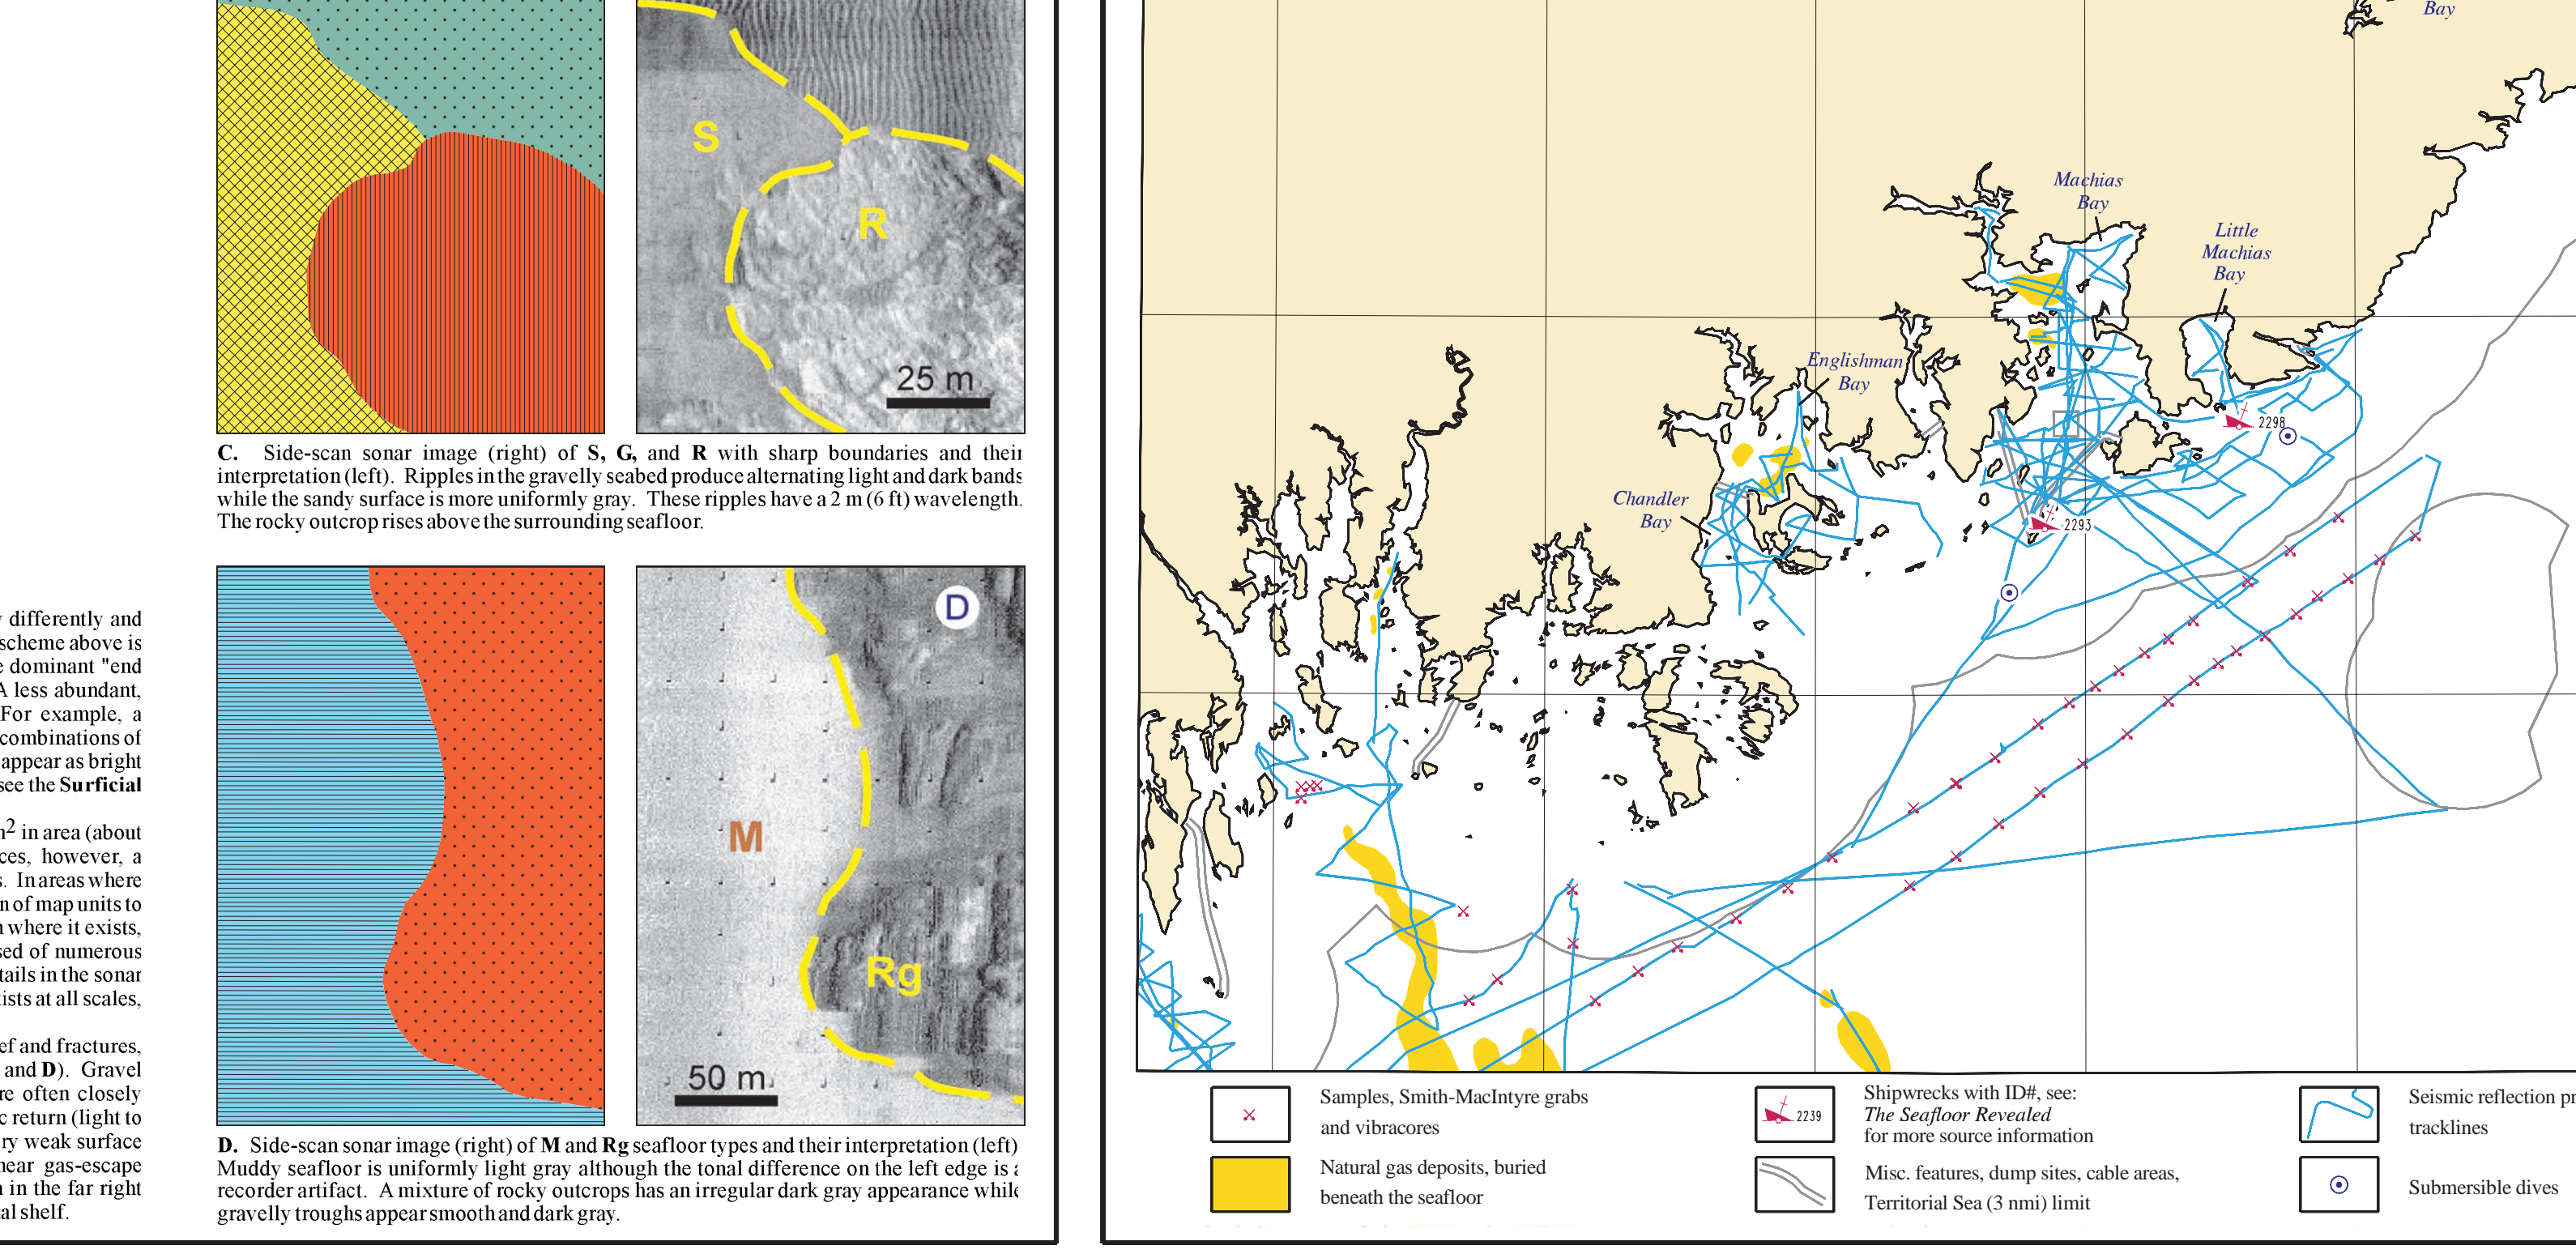 y differently and
scheme above is
e dominant "end
A less abundant,
For example, a
combinations of
appear as bright
see the Surficial
n2 in area (about
ces, however, a
s. In areas where
n of map units to
n where it exists,
sed of numerous
tails in the sonar
ists at all scales,
ef and fractures,
and D). Gravel
re often closely
c return (light to
ry weak surface
near gas-escape
n in the far right
tal shelf.
S
R
25 m
C. Side-scan sonar image (right) of S, G, and R with sharp boundaries and their
interpretation (left). Ripples in the gravelly seabed produce alternating light and dark bands
while the sandy surface is more uniformly gray. These ripples have a 2 m (6 ft) wavelength.
The rocky outcrop rises above the surrounding seafloor.
D
M
Rg
50 m
D. Side-scan sonar image (right) of M and Rg seafloor types and their interpretation (left)
Muddy seafloor is uniformly light gray although the tonal difference on the left edge is a
recorder artifact. A mixture of rocky outcrops has an irregular dark gray appearance while
gravelly troughs appear smooth and dark gray.
Bay
Machias
Bay
Little
Machias
Bay
Englishman
Bay
Chandler
Bay
2298
2293
Samples, Smith-MacIntyre grabs
and vibracores
Natural gas deposits, buried
beneath the seafloor
2239
Shipwrecks with ID#, see:
The Seafloor Revealed
for more source information
Misc. features, dump sites, cable areas,
Territorial Sea (3 nmi) limit
Seismic reflection pr
tracklines
Submersible dives